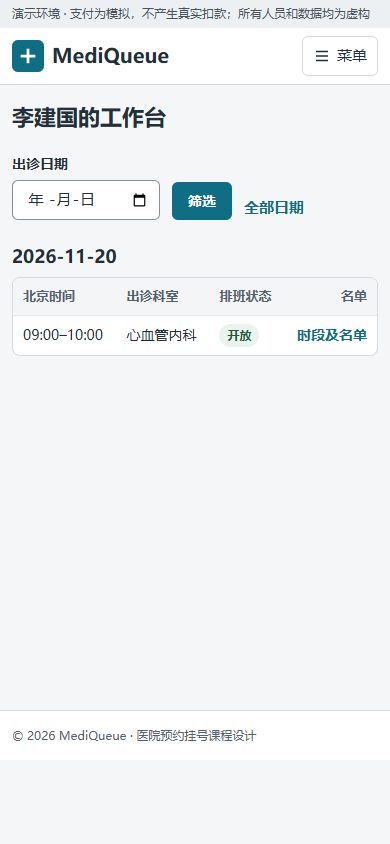 演示环境 · 支付为模拟，不产生真实扣款；所有人员和数据均为虚构
MediQueue
菜单
李建国的工作台
出诊日期
年 -月-日
筛选
全部日期
2026-11-20
北京时间 出诊科室 排班状态 名单
09:00–10:00 心血管内科 开放 时段及名单
© 2026 MediQueue · 医院预约挂号课程设计